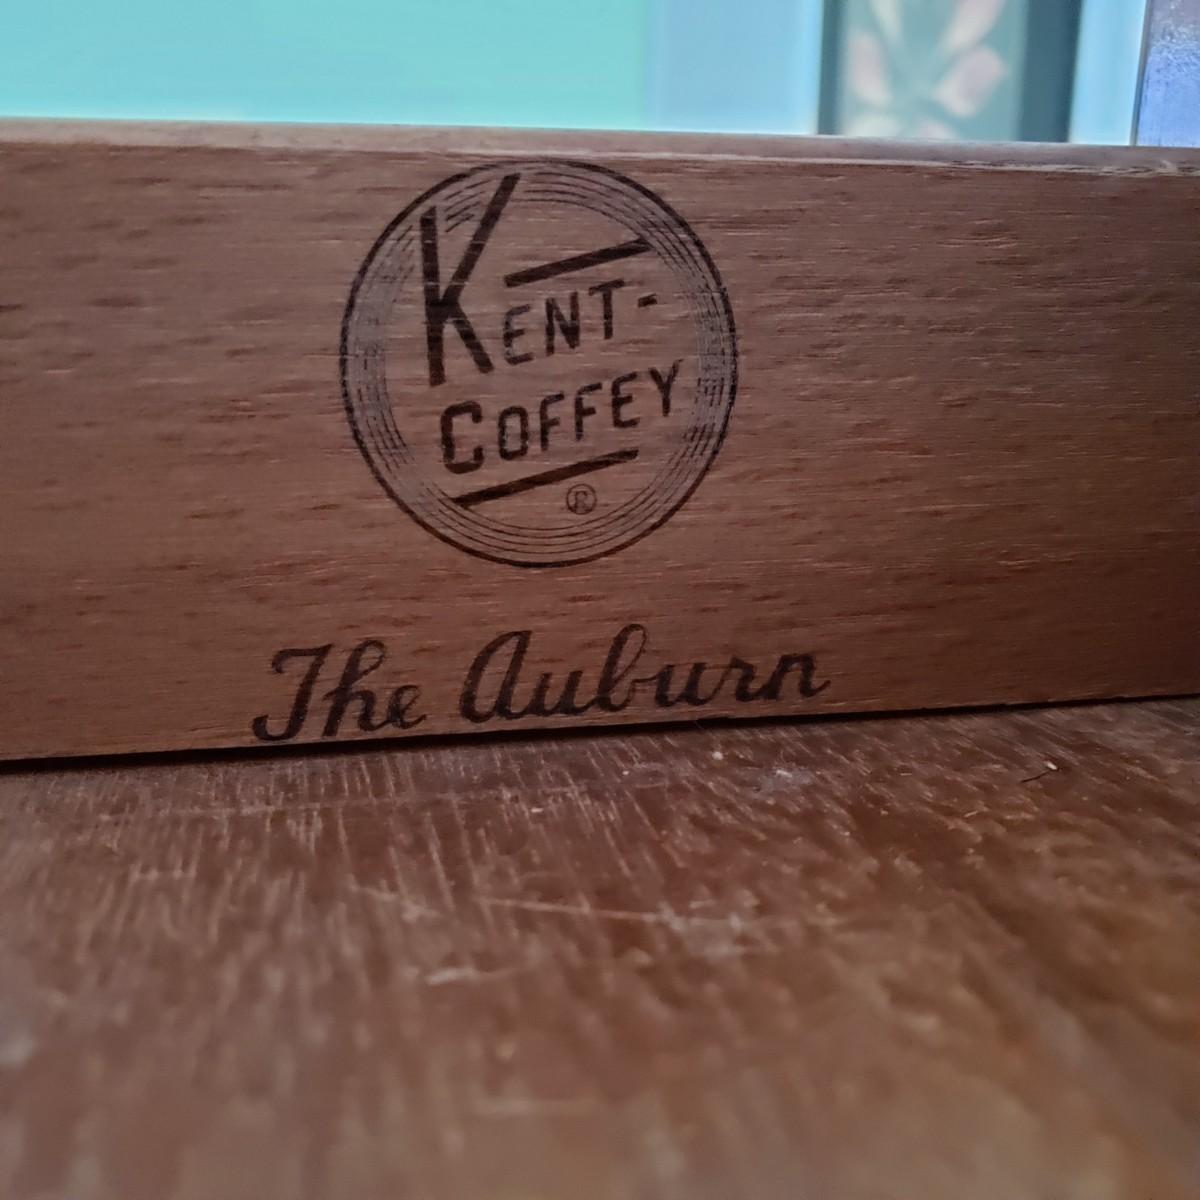 KENT-
COFFEY
®
The Auburn